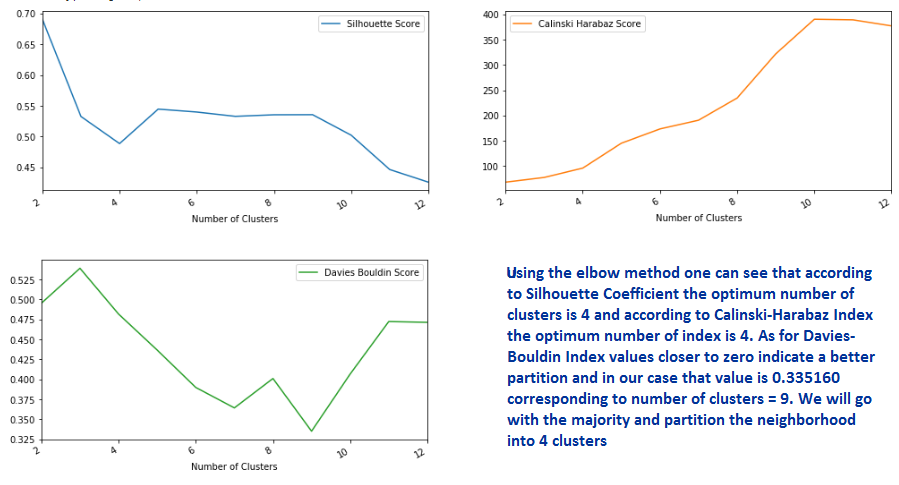 Silhouette Score
0.70
0.65
0.60
0.55
0.50
0.45
2
4
6
8
10
12
Number of Clusters
Calinski Harabaz Score
400
350
300
250
200
150
100
2
4
6
8
10
12
Number of Clusters
Davies Bouldin Score
0.525
0.500
0.475
0.450
0.425
0.400
0.375
0.350
0.325
2
4
6
8
10
12
Number of Clusters
Using the elbow method one can see that according
to Silhouette Coefficient the optimum number of
clusters is 4 and according to Calinski-Harabaz Index
the optimum number of index is 4. As for Davies-
Bouldin Index values closer to zero indicate a better
partition and in our case that value is 0.335160
corresponding to number of clusters = 9. We will go
with the majority and partition the neighborhood
into 4 clusters